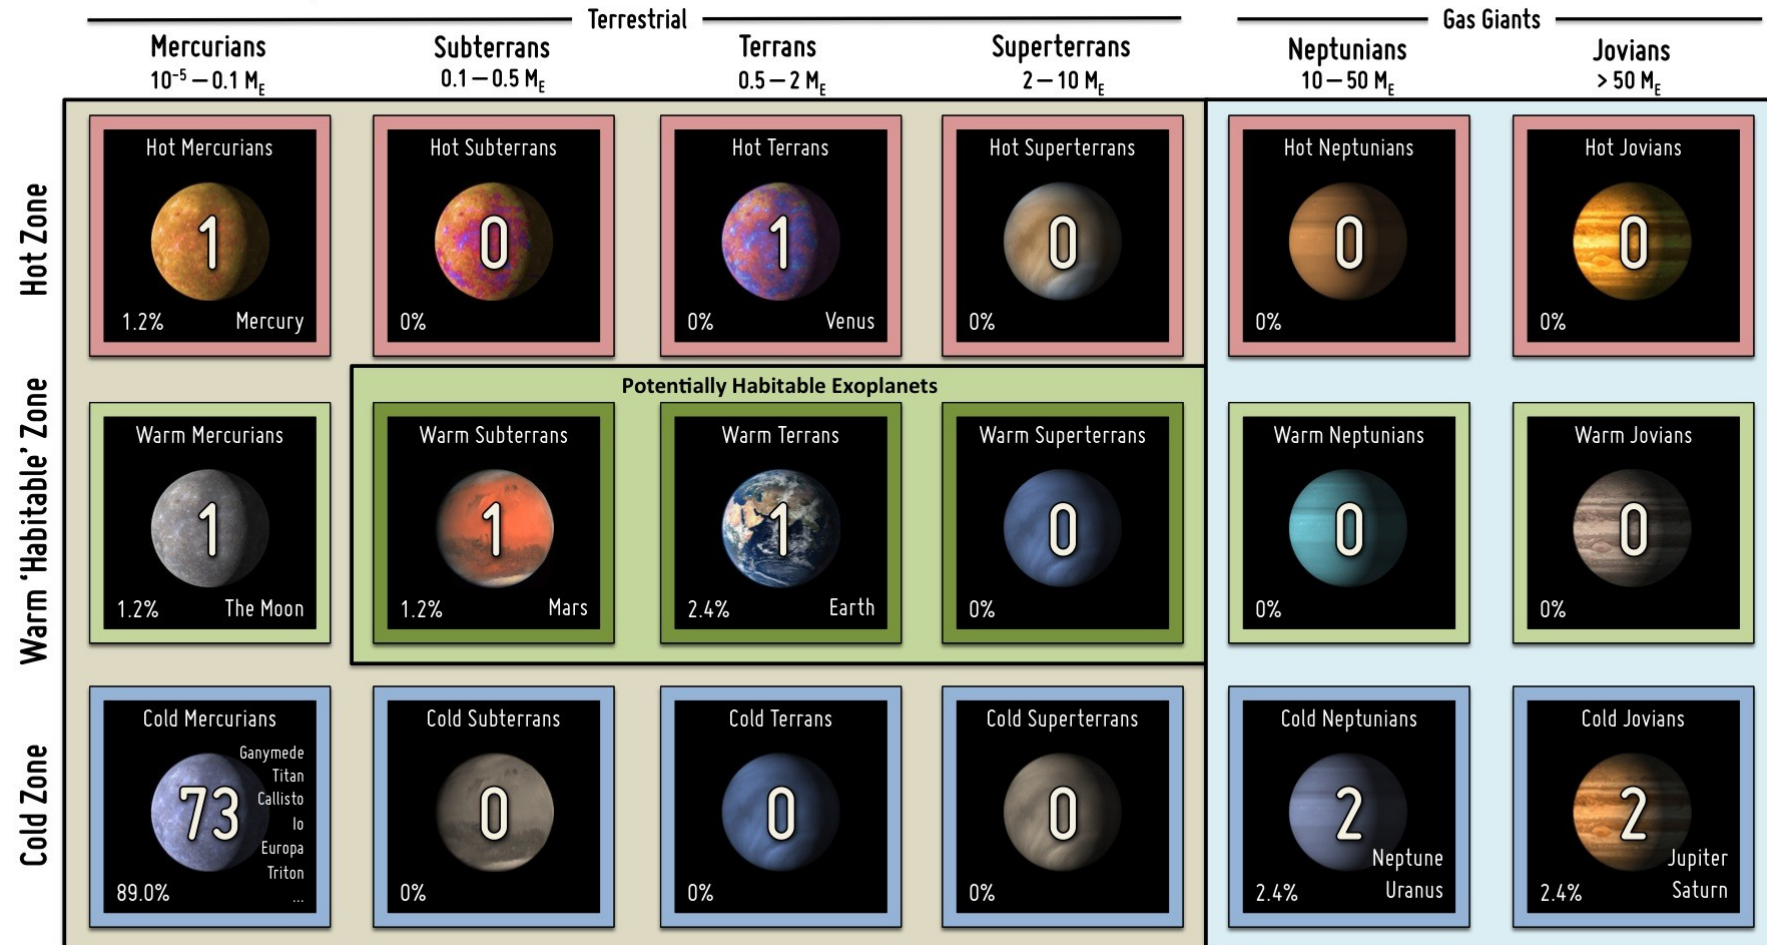 Terrestrial
Gas Giants
Mercurians
10⁻⁵ – 0.1 M_E
Subterrans
0.1 – 0.5 M_E
Terrans
0.5 – 2 M_E
Superterrans
2 – 10 M_E
Neptunians
10 – 50 M_E
Jovians
> 50 M_E
Hot Zone
Hot Mercurians
1
1.2% Mercury
Hot Subterrans
0
0%
Hot Terrans
1
0% Venus
Hot Superterrans
0
0%
Hot Neptunians
0
0%
Hot Jovians
0
0%
Warm ‘Habitable’ Zone
Potentially Habitable Exoplanets
Warm Mercurians
1
1.2% The Moon
Warm Subterrans
1
1.2% Mars
Warm Terrans
1
2.4% Earth
Warm Superterrans
0
0%
Warm Neptunians
0
0%
Warm Jovians
0
0%
Cold Zone
Cold Mercurians
Ganymede
Titan
Callisto
73
Io
Europa
Triton
89.0% ...
Cold Subterrans
0
0%
Cold Terrans
0
0%
Cold Superterrans
0
0%
Cold Neptunians
2
Neptune
2.4% Uranus
Cold Jovians
2
Jupiter
2.4% Saturn